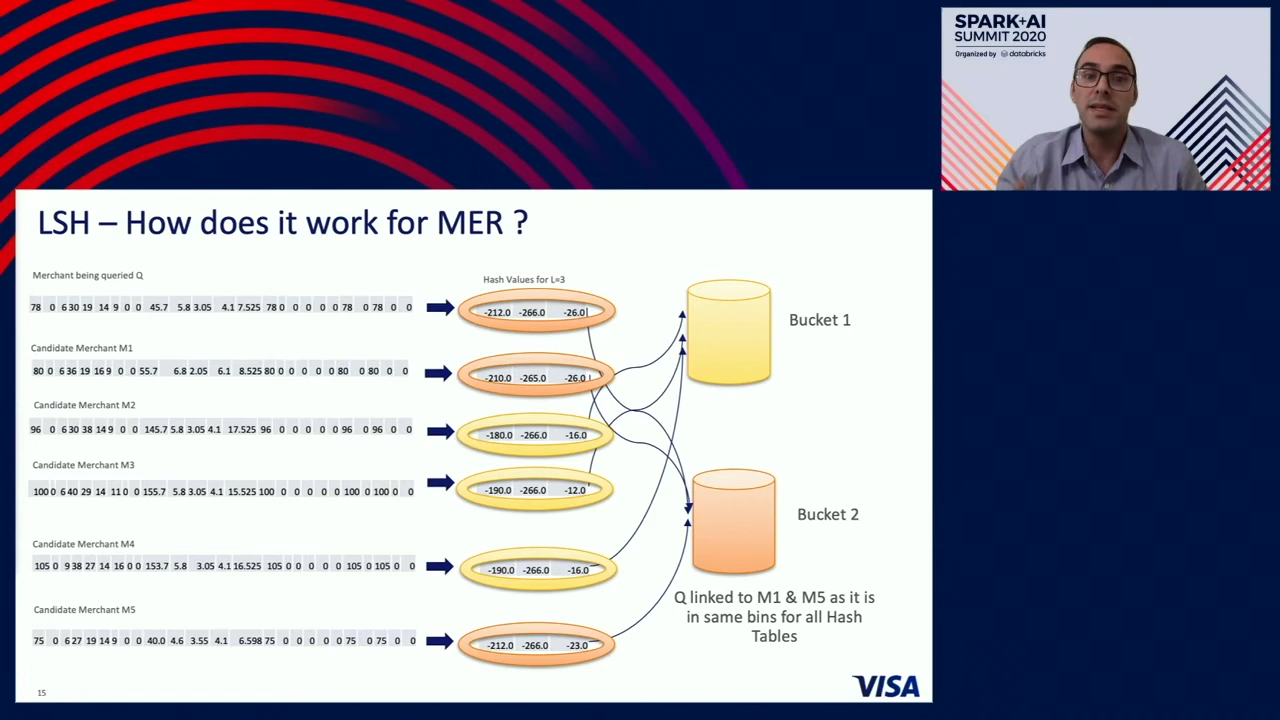 SPARK+AI
SUMMIT 2020
Organized by databricks
LSH – How does it work for MER ?
Merchant being queried Q
Hash Values for L=3
78 0 6 30 19 14 9 0 0 45.7 5.8 3.05 4.1 7.525 78 0 0 0 0 0 78 0 78 0 0
-212.0 -266.0 -26.0
Bucket 1
Candidate Merchant M1
80 0 6 36 19 16 9 0 0 55.7 6.8 2.05 6.1 8.525 80 0 0 0 0 0 80 0 80 0 0
-210.0 -265.0 -26.0
Candidate Merchant M2
96 0 6 30 38 14 9 0 0 145.7 5.8 3.05 4.1 17.525 96 0 0 0 0 0 96 0 96 0 0
-180.0 -266.0 -16.0
Candidate Merchant M3
100 0 6 40 29 14 11 0 0 155.7 5.8 3.05 4.1 15.525 100 0 0 0 0 0 100 0 100 0 0
-190.0 -266.0 -12.0
Bucket 2
Candidate Merchant M4
105 0 9 38 27 14 16 0 0 153.7 5.8 3.05 4.1 16.525 105 0 0 0 0 0 105 0 105 0 0
-190.0 -266.0 -16.0
Candidate Merchant M5
75 0 6 27 19 14 9 0 0 40.0 4.6 3.55 4.1 6.598 75 0 0 0 0 0 75 0 75 0 0
-212.0 -266.0 -23.0
Q linked to M1 & M5 as it is
in same bins for all Hash
Tables
15
VISA